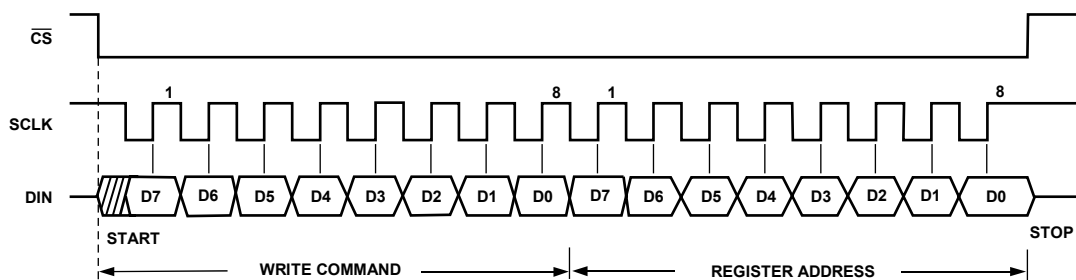 CS
1 8 1 8
SCLK
DIN D7 D6 D5 D4 D3 D2 D1 D0 D7 D6 D5 D4 D3 D2 D1 D0
START STOP
WRITE COMMAND REGISTER ADDRESS